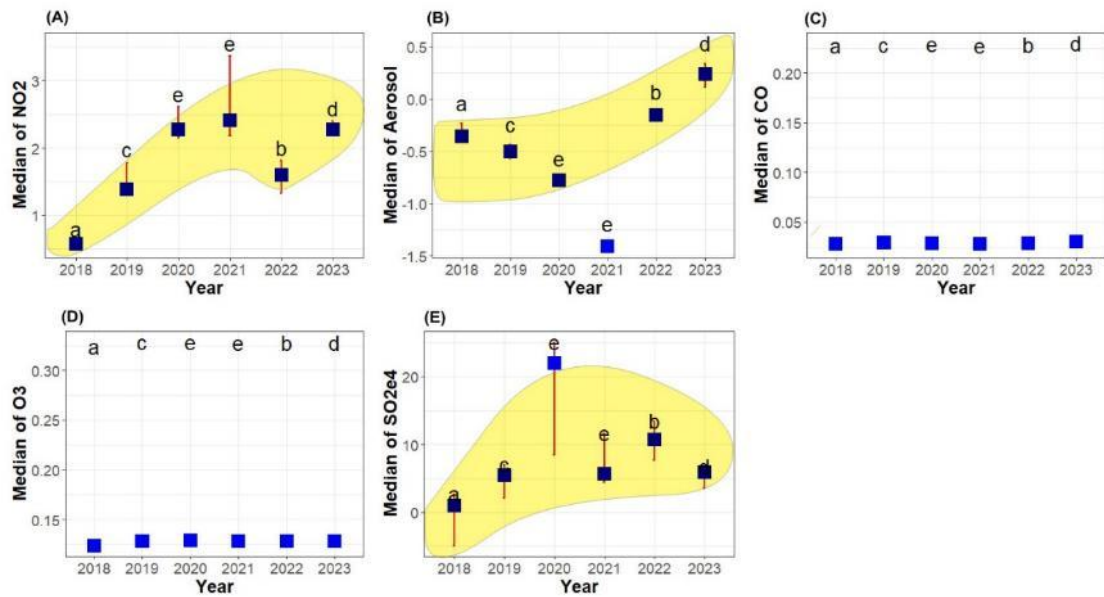 (A)
Median of NO2
3
2
1
a
c
e
e
b
d
2018 2019 2020 2021 2022 2023
Year
(B)
Median of Aerosol
0.5
0.0
-0.5
-1.0
-1.5
a
c
e
e
b
d
2018 2019 2020 2021 2022 2023
Year
(C)
Median of CO
0.20
0.15
0.10
0.05
a c e e b d
2018 2019 2020 2021 2022 2023
Year
(D)
Median of O3
0.30
0.25
0.20
0.15
a c e e b d
2018 2019 2020 2021 2022 2023
Year
(E)
Median of SO2e4
20
10
0
a
c
e
e
b
d
2018 2019 2020 2021 2022 2023
Year